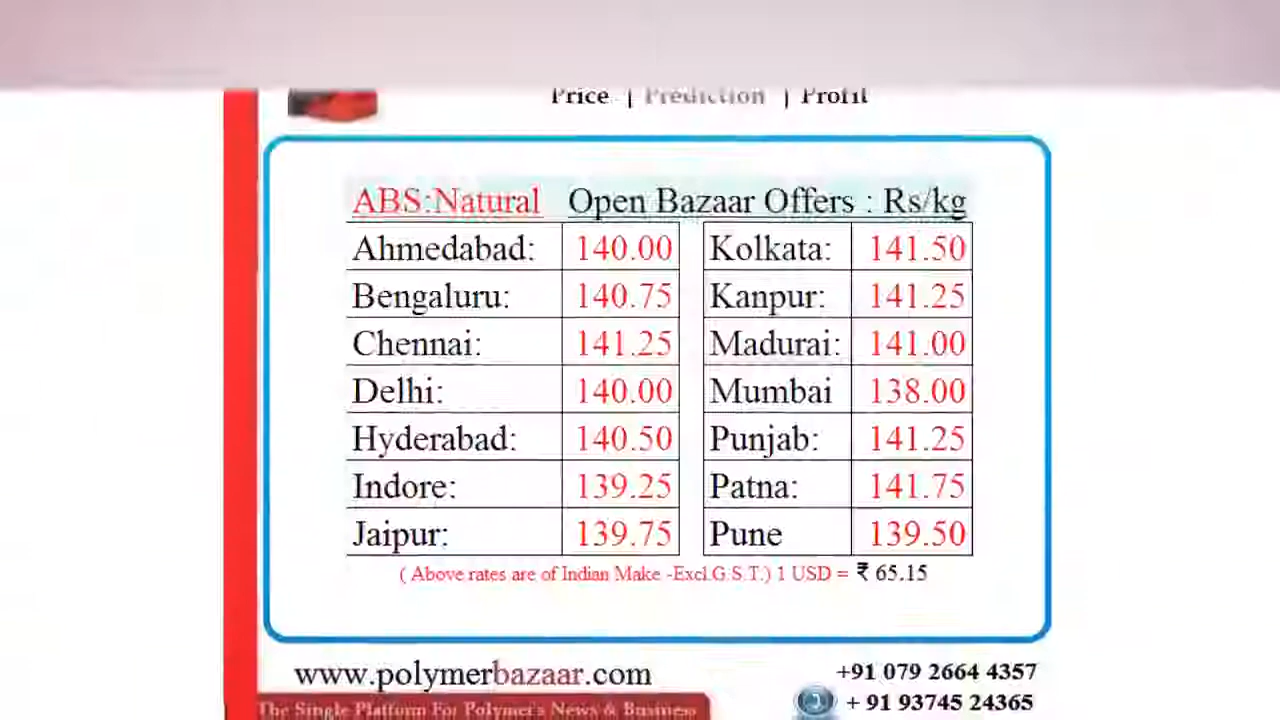 Price | Prediction | Profit
ABS:Natural Open Bazaar Offers : Rs/kg
Ahmedabad: 140.00 Kolkata: 141.50
Bengaluru: 140.75 Kanpur: 141.25
Chennai: 141.25 Madurai: 141.00
Delhi: 140.00 Mumbai 138.00
Hyderabad: 140.50 Punjab: 141.25
Indore: 139.25 Patna: 141.75
Jaipur: 139.75 Pune 139.50
( Above rates are of Indian Make -Excl.G.S.T.) 1 USD = ₹ 65.15
www.polymerbazaar.com +91 079 2664 4357
The Single Platform For Polymer's News & Business + 91 93745 24365